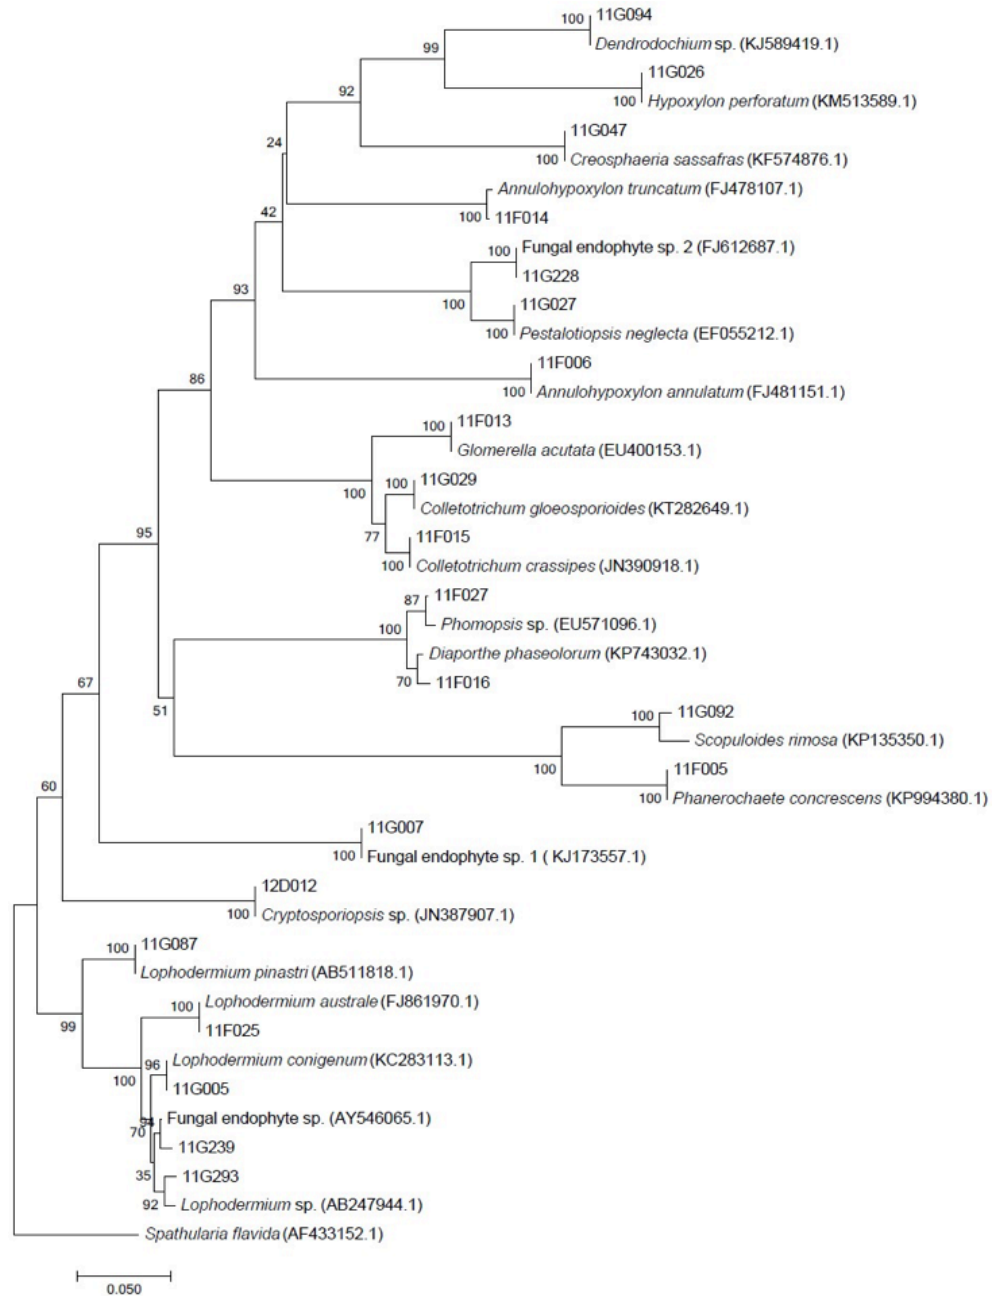 100
11G094
Dendrodochium sp. (KJ589419.1)
99
11G026
100
Hypoxylon perforatum (KM513589.1)
92
11G047
100
Creosphaeria sassafras (KF574876.1)
24
Annulohypoxylon truncatum (FJ478107.1)
100
11F014
42
100
Fungal endophyte sp. 2 (FJ612687.1)
11G228
100
11G027
100
Pestalotiopsis neglecta (EF055212.1)
93
11F006
100
Annulohypoxylon annulatum (FJ481151.1)
86
100
11F013
Glomerella acutata (EU400153.1)
100
100
11G029
Colletotrichum gloeosporioides (KT282649.1)
77
11F015
100
Colletotrichum crassipes (JN390918.1)
95
87
11F027
Phomopsis sp. (EU571096.1)
100
Diaporthe phaseolorum (KP743032.1)
70
11F016
67
51
100
11G092
Scopuloides rimosa (KP135350.1)
100
11F005
100
Phanerochaete concrescens (KP994380.1)
60
11G007
100
Fungal endophyte sp. 1 ( KJ173557.1)
12D012
100
Cryptosporiopsis sp. (JN387907.1)
100
11G087
Lophodermium pinastri (AB511818.1)
99
100
Lophodermium australe (FJ861970.1)
11F025
96
Lophodermium conigenum (KC283113.1)
100
11G005
94
Fungal endophyte sp. (AY546065.1)
70
11G239
35
11G293
92
Lophodermium sp. (AB247944.1)
Spathularia flavida (AF433152.1)
0.050